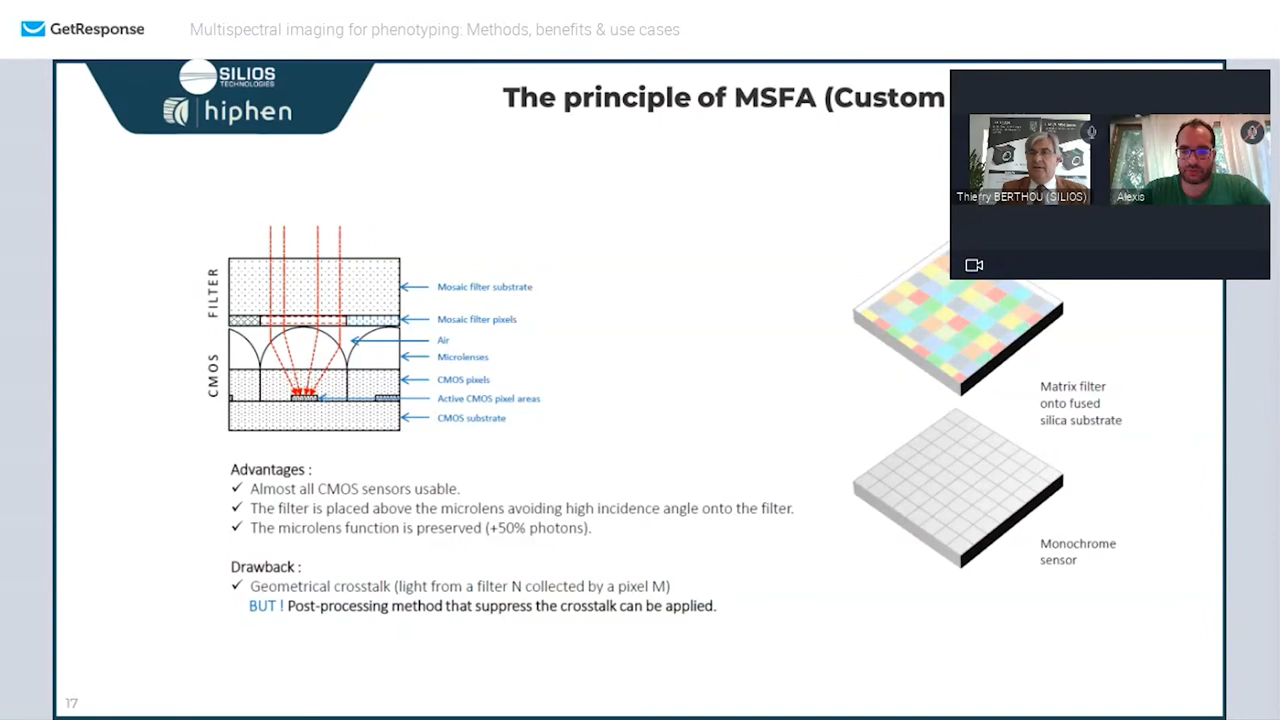 GetResponse
Multispectral imaging for phenotyping: Methods, benefits & use cases
SILIOS
TECHNOLOGIES
hiphen
The principle of MSFA (Custom
Thierry BERTHOU (SILIOS)
Alexis
FILTER
CMOS
Mosaic filter substrate
Mosaic filter pixels
Air
Microlenses
CMOS pixels
Active CMOS pixel areas
CMOS substrate
Matrix filter
onto fused
silica substrate
Monochrome
sensor
Advantages :
✓ Almost all CMOS sensors usable.
✓ The filter is placed above the microlens avoiding high incidence angle onto the filter.
✓ The microlens function is preserved (+50% photons).
Drawback :
✓ Geometrical crosstalk (light from a filter N collected by a pixel M)
BUT ! Post-processing method that suppress the crosstalk can be applied.
17